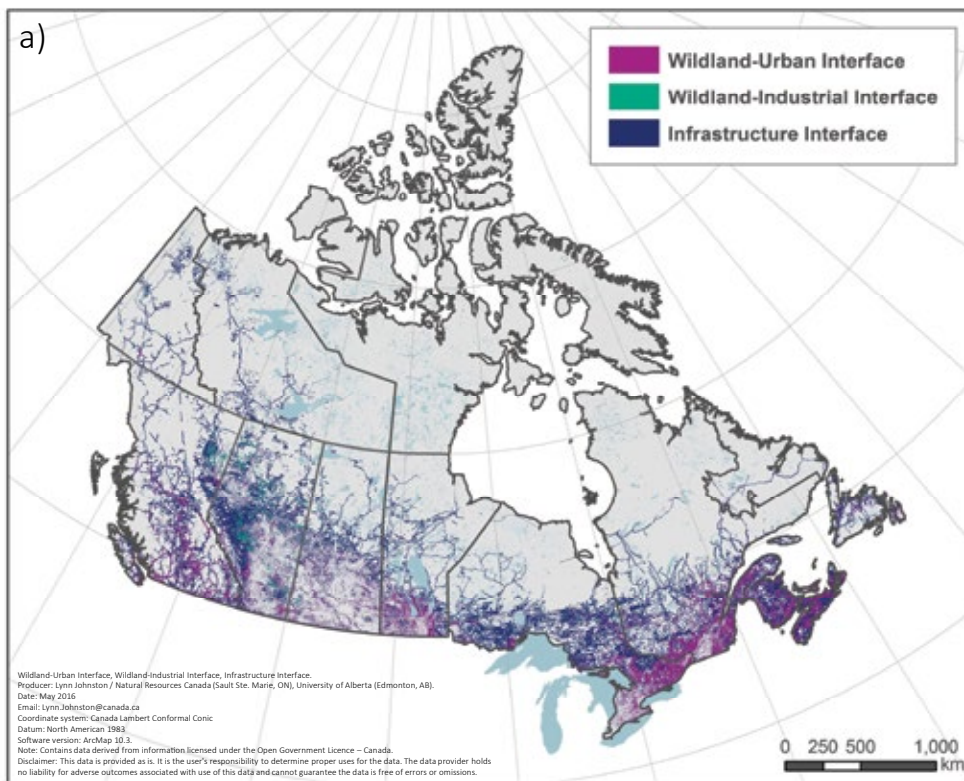 a)
Wildland-Urban Interface
Wildland-Industrial Interface
Infrastructure Interface
Wildland-Urban Interface, Wildland-Industrial Interface, Infrastructure Interface.
Producer: Lynn Johnston / Natural Resources Canada (Sault Ste. Marie, ON), University of Alberta (Edmonton, AB).
Date: May 2016
Email: Lynn.Johnston@canada.ca
Coordinate system: Canada Lambert Conformal Conic
Datum: North American 1983
Software version: ArcMap 10.3.
Note: Contains data derived from information licensed under the Open Government Licence – Canada.
Disclaimer: This data is provided as is. It is the user's responsibility to determine proper uses for the data. The data provider holds
no liability for adverse outcomes associated with use of this data and cannot guarantee the data is free of errors or omissions.
0 250 500 1,000
km